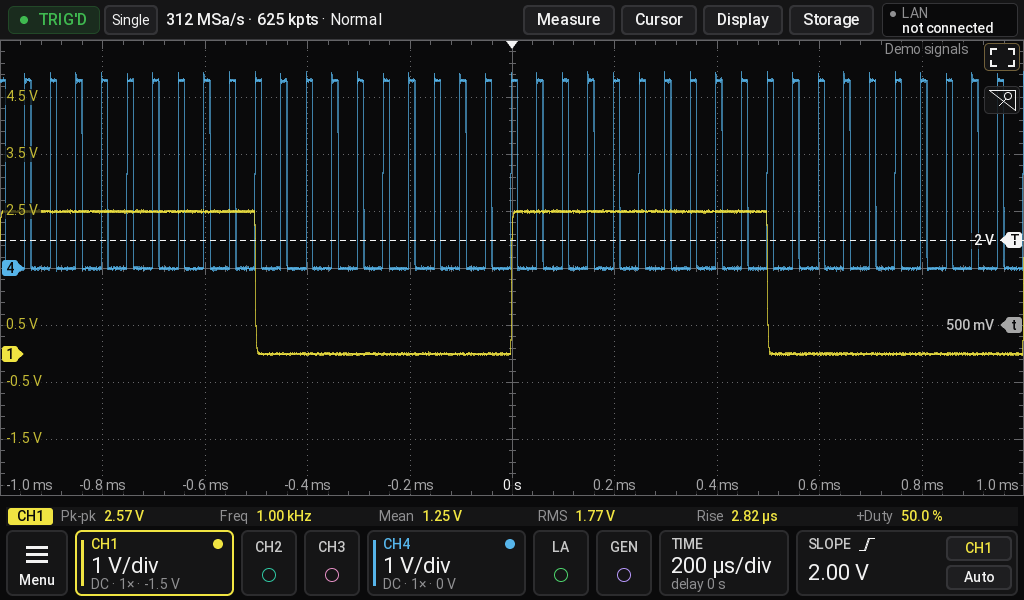 TRIG'D Single 312 MSa/s · 625 kpts · Normal Measure Cursor Display Storage LAN
not connected
Demo signals
4.5 V
3.5 V
2.5 V
2 V T
4
0.5 V 500 mV t
1
-0.5 V
-1.5 V
-1.0 ms -0.8 ms -0.6 ms -0.4 ms -0.2 ms 0 s 0.2 ms 0.4 ms 0.6 ms 0.8 ms 1.0 ms
CH1 Pk-pk 2.57 V Freq 1.00 kHz Mean 1.25 V RMS 1.77 V Rise 2.82 µs +Duty 50.0 %
Menu
CH1
1 V/div
DC · 1× · -1.5 V
CH2
CH3
CH4
1 V/div
DC · 1× · 0 V
LA
GEN
TIME
200 µs/div
delay 0 s
SLOPE
2.00 V
CH1
Auto